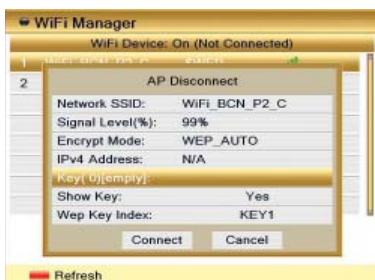 WiFi Manager
WiFi Device: On (Not Connected)
1 WiFi_BCN_P2_C
2
AP Disconnect
Network SSID: WiFi_BCN_P2_C
Signal Level(%): 99%
Encrypt Mode: WEP_AUTO
IPv4 Address: N/A
Key( 0)[empty]:
Show Key: Yes
Wep Key Index: KEY1
Connect Cancel
Refresh